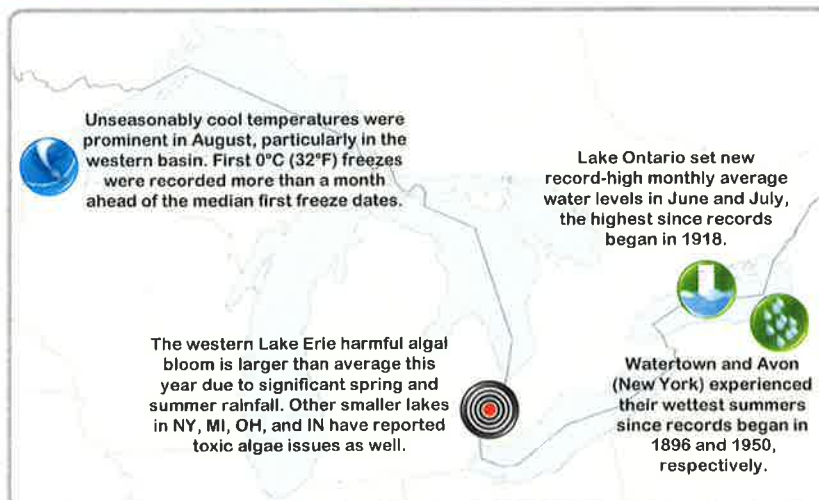 Unseasonably cool temperatures were
prominent in August, particularly in the
western basin. First 0°C (32°F) freezes
were recorded more than a month
ahead of the median first freeze dates.
Lake Ontario set new
record-high monthly average
water levels in June and July,
the highest since records
began in 1918.
The western Lake Erie harmful algal
bloom is larger than average this
year due to significant spring and
summer rainfall. Other smaller lakes
in NY, MI, OH, and IN have reported
toxic algae issues as well.
Watertown and Avon
(New York) experienced
their wettest summers
since records began in
1896 and 1950,
respectively.